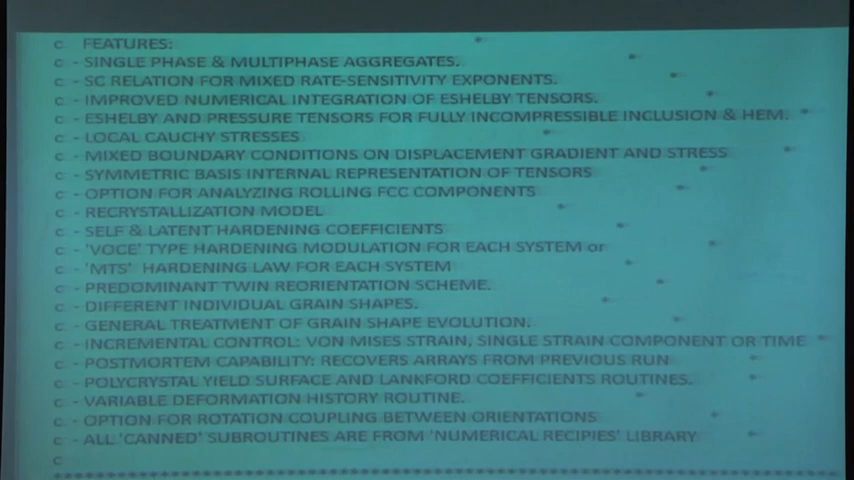 C FEATURES: *
C - SINGLE PHASE & MULTIPHASE AGGREGATES. *
C - SC RELATION FOR MIXED RATE-SENSITIVITY EXPONENTS. *
C - IMPROVED NUMERICAL INTEGRATION OF ESHELBY TENSORS. *
C - ESHELBY AND PRESSURE TENSORS FOR FULLY INCOMPRESSIBLE INCLUSION & HEM. *
C - LOCAL CAUCHY STRESSES *
C - MIXED BOUNDARY CONDITIONS ON DISPLACEMENT GRADIENT AND STRESS *
C - SYMMETRIC BASIS INTERNAL REPRESENTATION OF TENSORS *
C - OPTION FOR ANALYZING ROLLING FCC COMPONENTS *
C - RECRYSTALLIZATION MODEL *
C - SELF & LATENT HARDENING COEFFICIENTS *
C - 'VOCE' TYPE HARDENING MODULATION FOR EACH SYSTEM or *
C - 'MTS' HARDENING LAW FOR EACH SYSTEM *
C - PREDOMINANT TWIN REORIENTATION SCHEME. *
C - DIFFERENT INDIVIDUAL GRAIN SHAPES. *
C - GENERAL TREATMENT OF GRAIN SHAPE EVOLUTION. *
C - INCREMENTAL CONTROL: VON MISES STRAIN, SINGLE STRAIN COMPONENT OR TIME *
C - POSTMORTEM CAPABILITY: RECOVERS ARRAYS FROM PREVIOUS RUN *
C - POLYCRYSTAL YIELD SURFACE AND LANKFORD COEFFICIENTS ROUTINES. *
C - VARIABLE DEFORMATION HISTORY ROUTINE. *
C - OPTION FOR ROTATION COUPLING BETWEEN ORIENTATIONS *
C - ALL 'CANNED' SUBROUTINES ARE FROM 'NUMERICAL RECIPIES' LIBRARY *
C